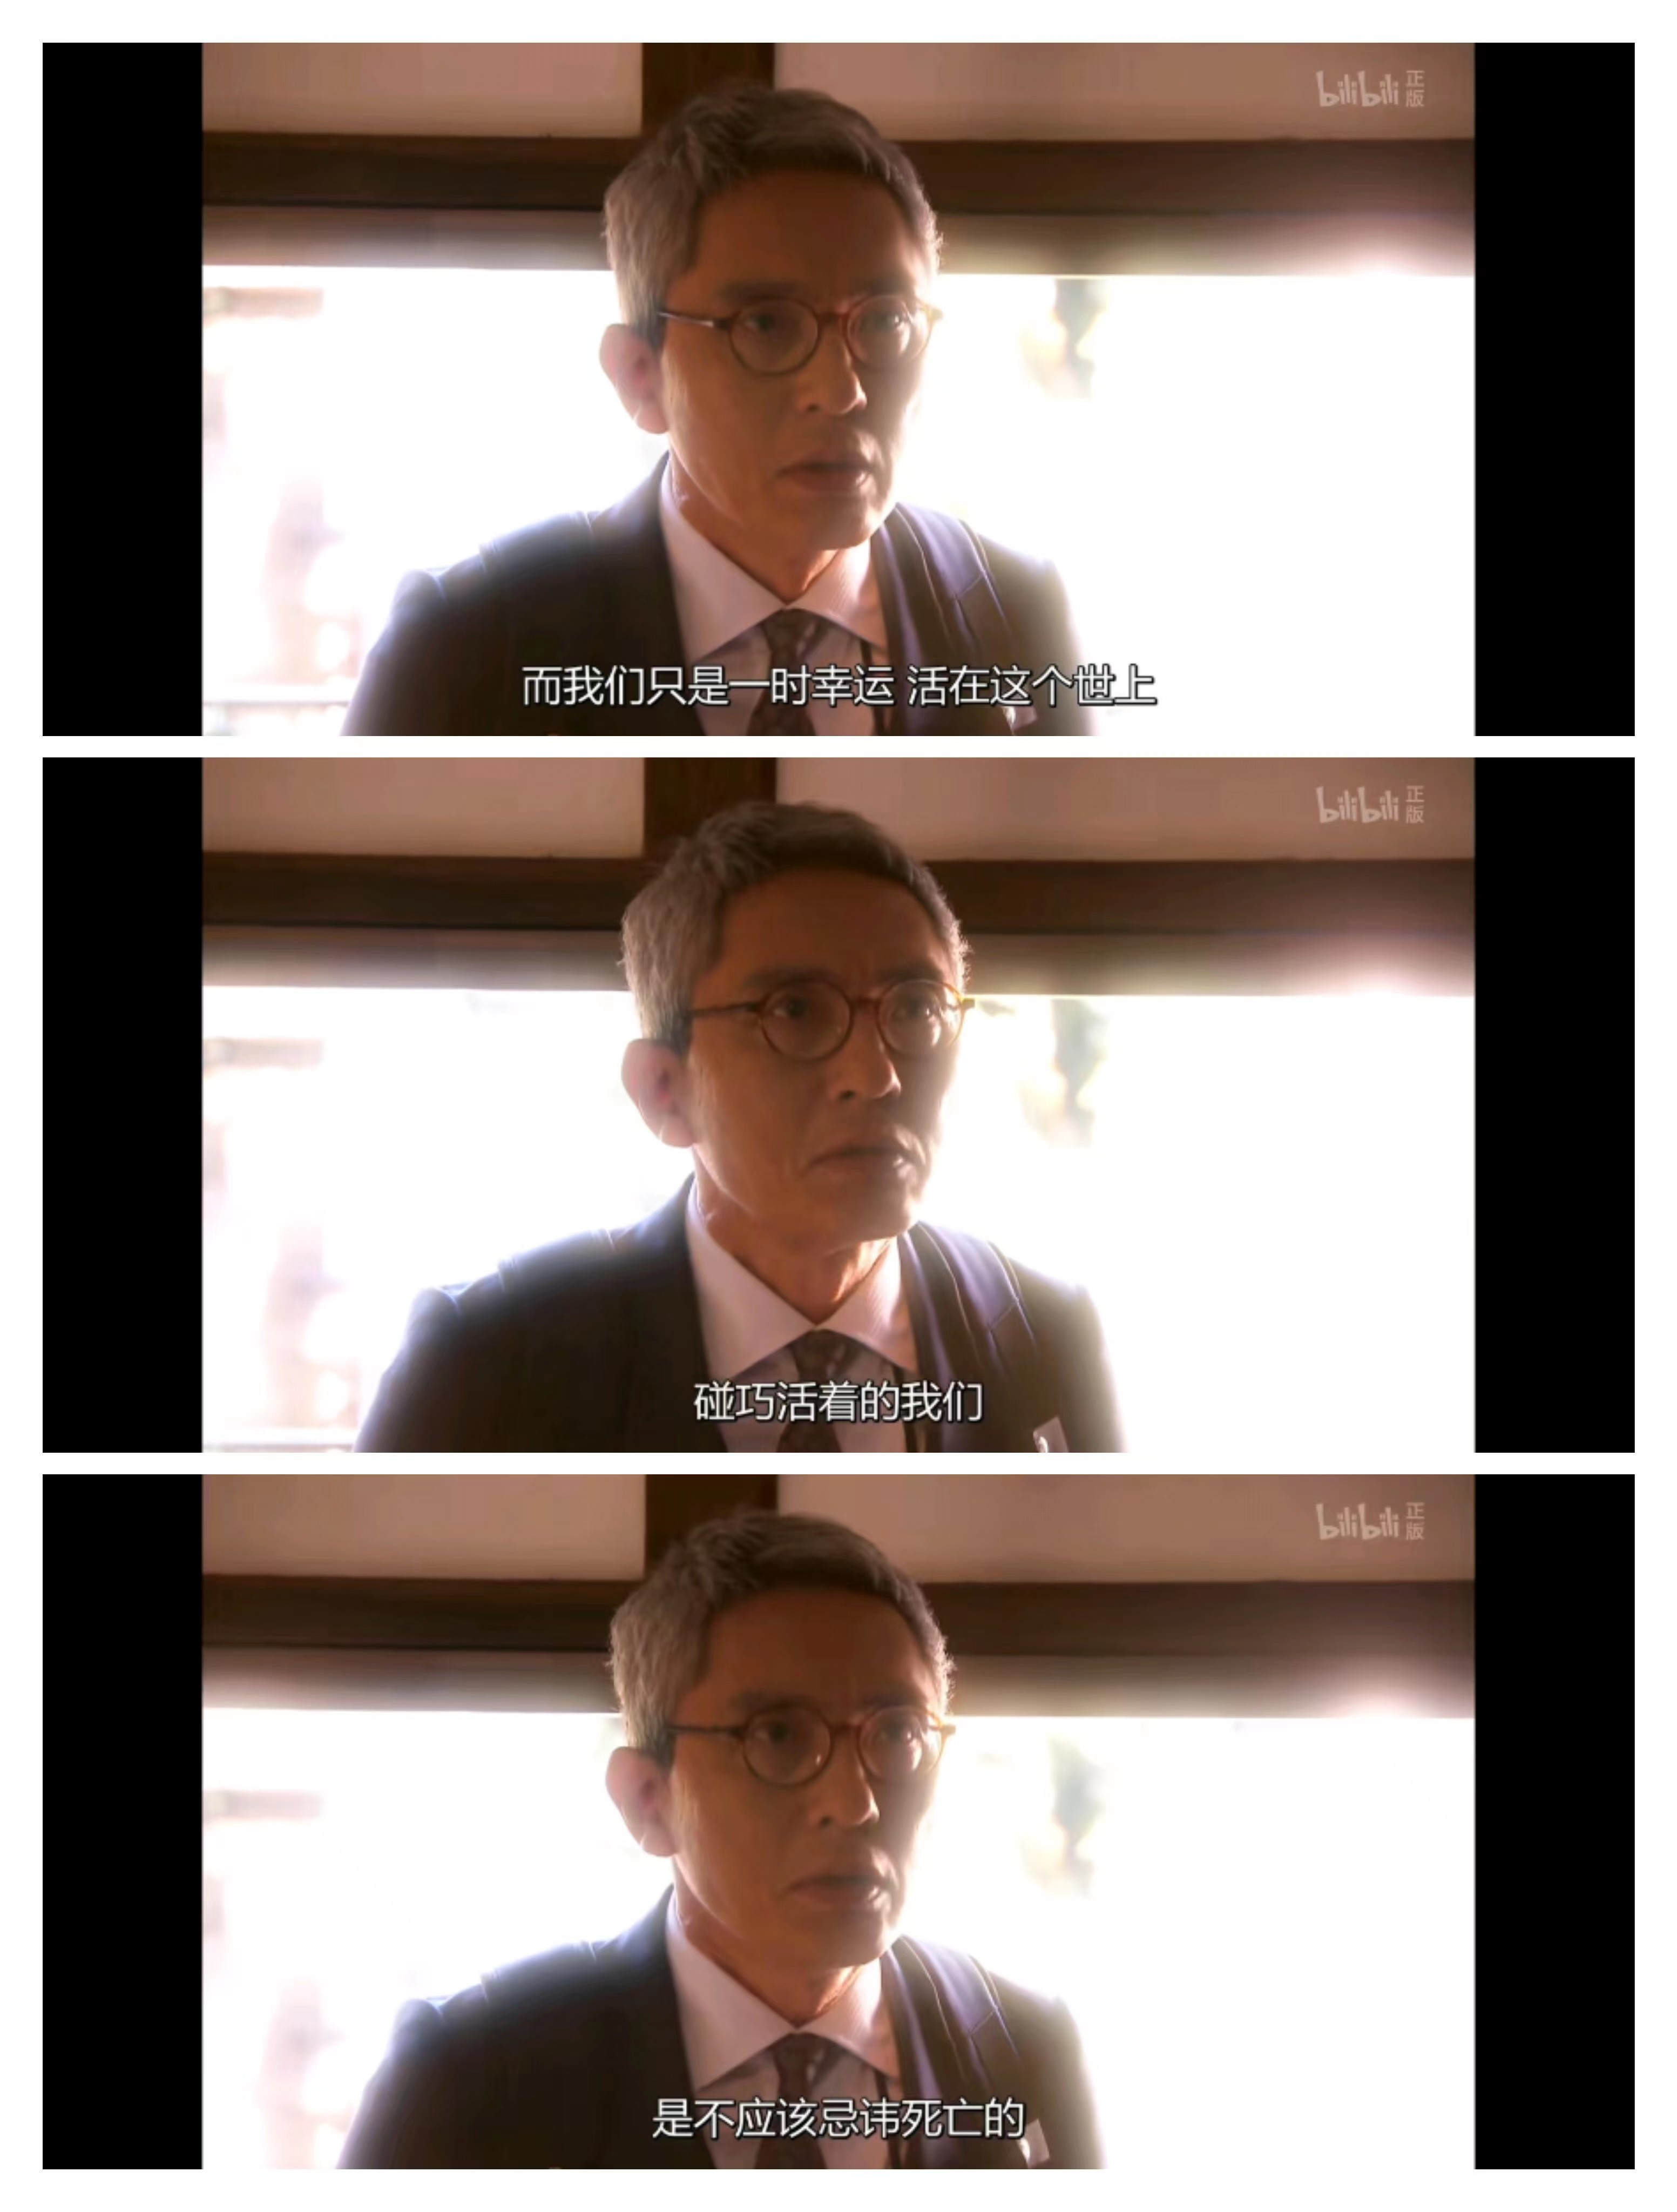 bilibili 正版
而我们只是一时幸运 活在这个世上
bilibili 正版
碰巧活着的我们
bilibili 正版
是不应该忌讳死亡的